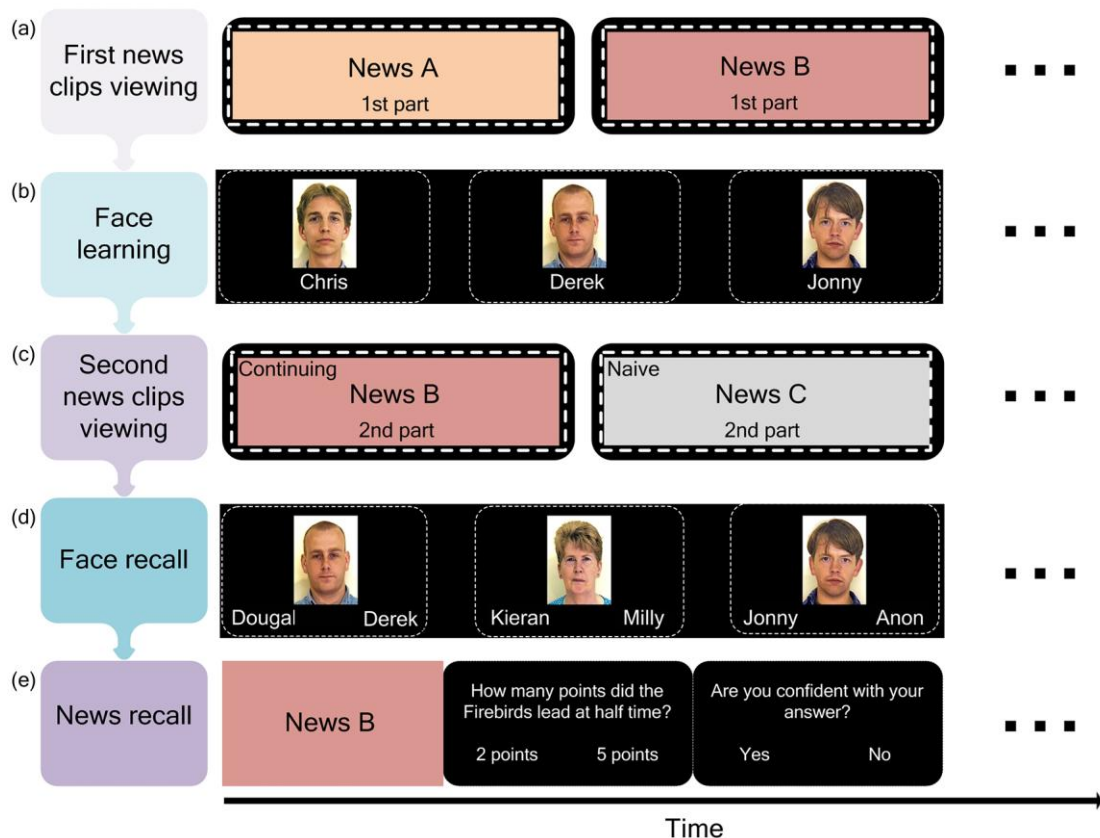 (a)
First news
clips viewing
News A
1st part
News B
1st part
(b)
Face
learning
Chris
Derek
Jonny
(c)
Second
news clips
viewing
Continuing
News B
2nd part
Naive
News C
2nd part
(d)
Face recall
Dougal Derek
Kieran Milly
Jonny Anon
(e)
News recall
News B
How many points did the
Firebirds lead at half time?
2 points 5 points
Are you confident with your
answer?
Yes No
Time